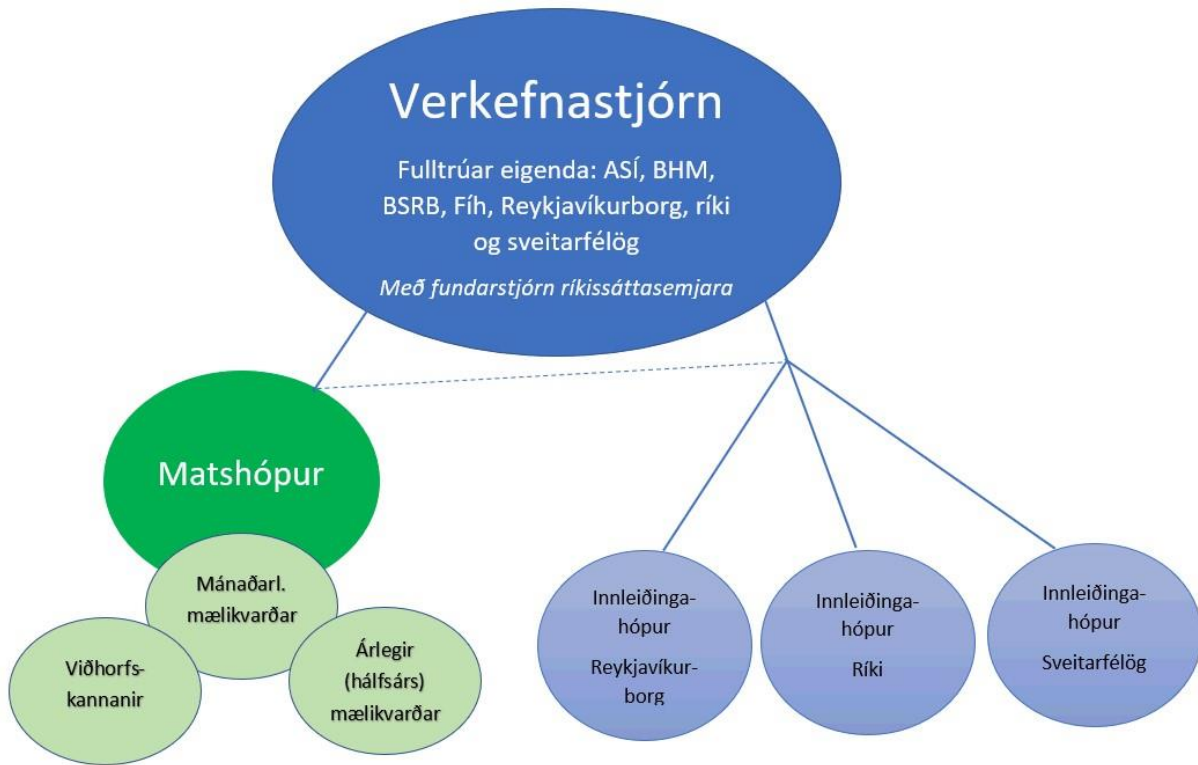 Verkefnastjórn
Fulltrúar eigenda: ASÍ, BHM,
BSRB, Fíh, Reykjavíkurborg, ríki
og sveitarfélög
Með fundarstjórn ríkissáttasemjara
Matshópur
Mánaðarl.
mælikvarðar
Viðhorfs-
kannanir
Árlegir
(hálfsárs)
mælikvarðar
Innleiðinga-
hópur
Reykjavíkur-
borg
Innleiðinga-
hópur
Ríki
Innleiðinga-
hópur
Sveitarfélög